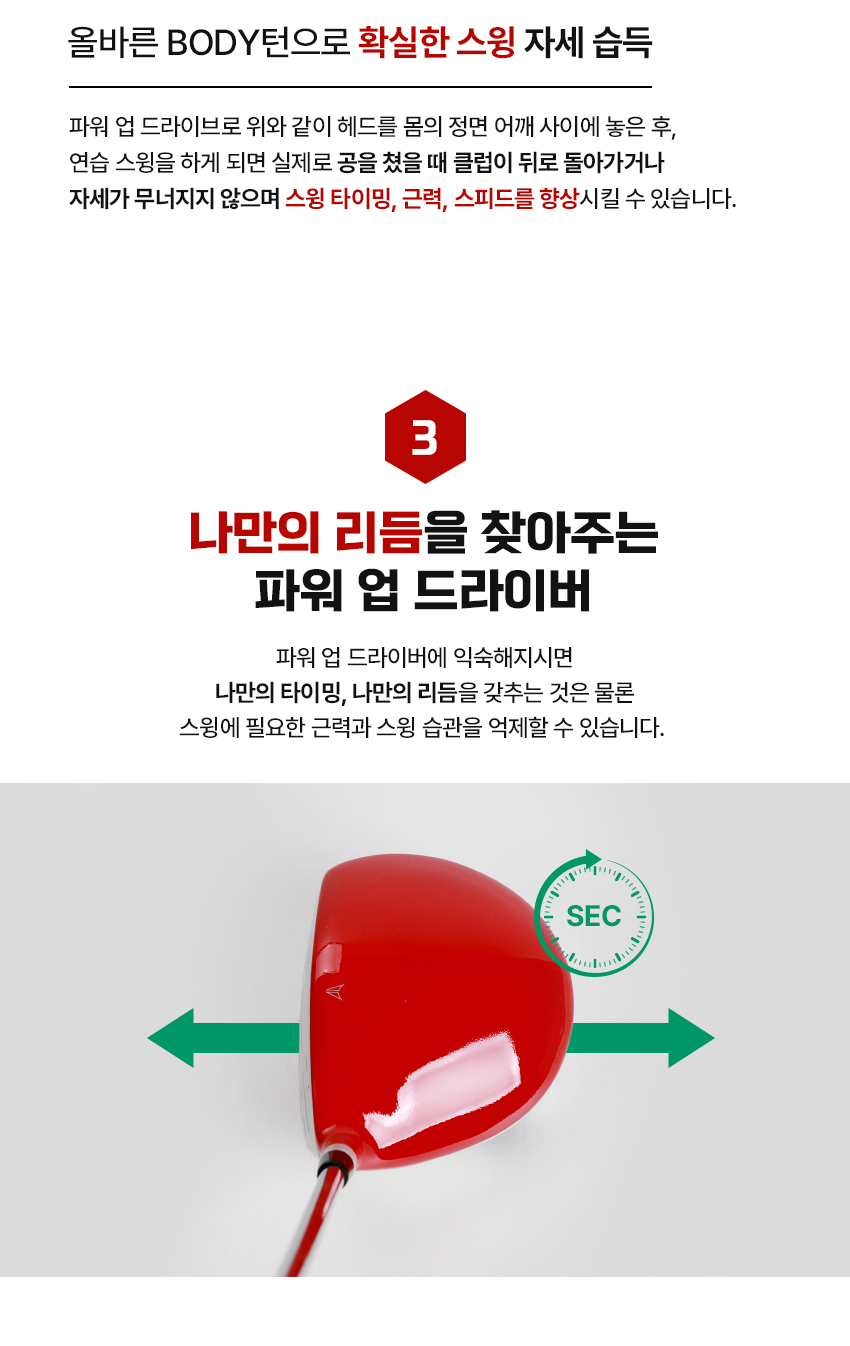 올바른 BODY턴으로 확실한 스윙 자세 습득
파워 업 드라이브로 위와 같이 헤드를 몸의 정면 어깨 사이에 놓은 후,
연습 스윙을 하게 되면 실제로 공을 쳤을 때 클럽이 뒤로 돌아가거나
자세가 무너지지 않으며 스윙 타이밍, 근력, 스피드를 향상시킬 수 있습니다.
3
나만의 리듬을 찾아주는
파워 업 드라이버
파워 업 드라이버에 익숙해지시면
나만의 타이밍, 나만의 리듬을 갖추는 것은 물론
스윙에 필요한 근력과 스윙 습관을 억제할 수 있습니다.
SEC